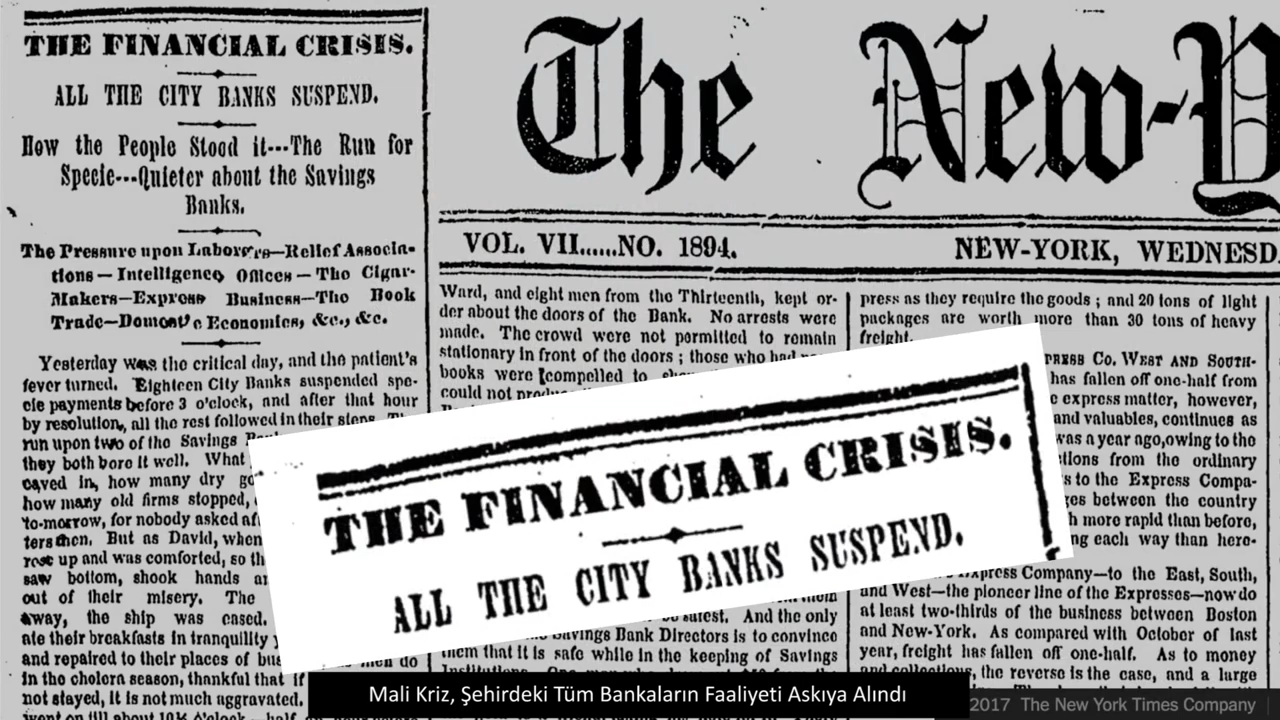 THE FINANCIAL CRISIS.
ALL THE CITY BANKS SUSPEND.
How the People Stood it---The Run for
Specie---Quieter about the Savings
Banks.
The Pressure upon Laborers—Relief Associa-
tions—Intelligence Offices—The Cigar-
Makers—Express Business—The Book
Trade—Domestic Economies, &c., &c.
Yesterday was the critical day, and the patient's
fever turned. Eighteen City Banks suspended spe-
cie payments before 3 o'clock, and after that hour
by resolution, all the rest followed in their steps.
run upon two of the Savings
they both bore it well. What
caved in, how many dry
how many old firms stopped,
to-morrow, for nobody asked
ters then. But as David, when
rose up and was comforted, so
saw bottom, shook hands
out of their misery. The
away, the ship was eased.
ate their breakfasts in tranquility
and repaired to their places of
in the cholera season, thankful that if
not stayed, it is not much aggravated.
The New-Y
VOL. VII.....NO. 1894.
NEW-YORK, WEDNESD
Ward, and eight men from the Thirteenth, kept or-
der about the doors of the Bank. No arrests were
made. The crowd were not permitted to remain
stationary in front of the doors ; those who had
books were compelled to
could not
And the only
Savings Bank Directors is to convince
them that it is safe while in the keeping of Savings
press as they require the goods ; and 20 tons of light
packages are worth more than 30 tons of heavy
freight.
Co. WEST AND SOUTH-
has fallen off one-half from
express matter, however,
and valuables, continues as
was a year ago, owing to the
from the ordinary
to the Express Compa-
between the country
more rapid than before,
each way than here-
Express Company—to the East, South,
and West—the pioneer line of the Expresses—now do
at least two-thirds of the business between Boston
and New-York. As compared with October of last
year, freight has fallen off one-half. As to money
and collections, the reverse is the case, and a large
THE FINANCIAL CRISIS.
ALL THE CITY BANKS SUSPEND.
Mali Kriz, Şehirdeki Tüm Bankaların Faaliyeti Askıya Alındı
2017 The New York Times Company